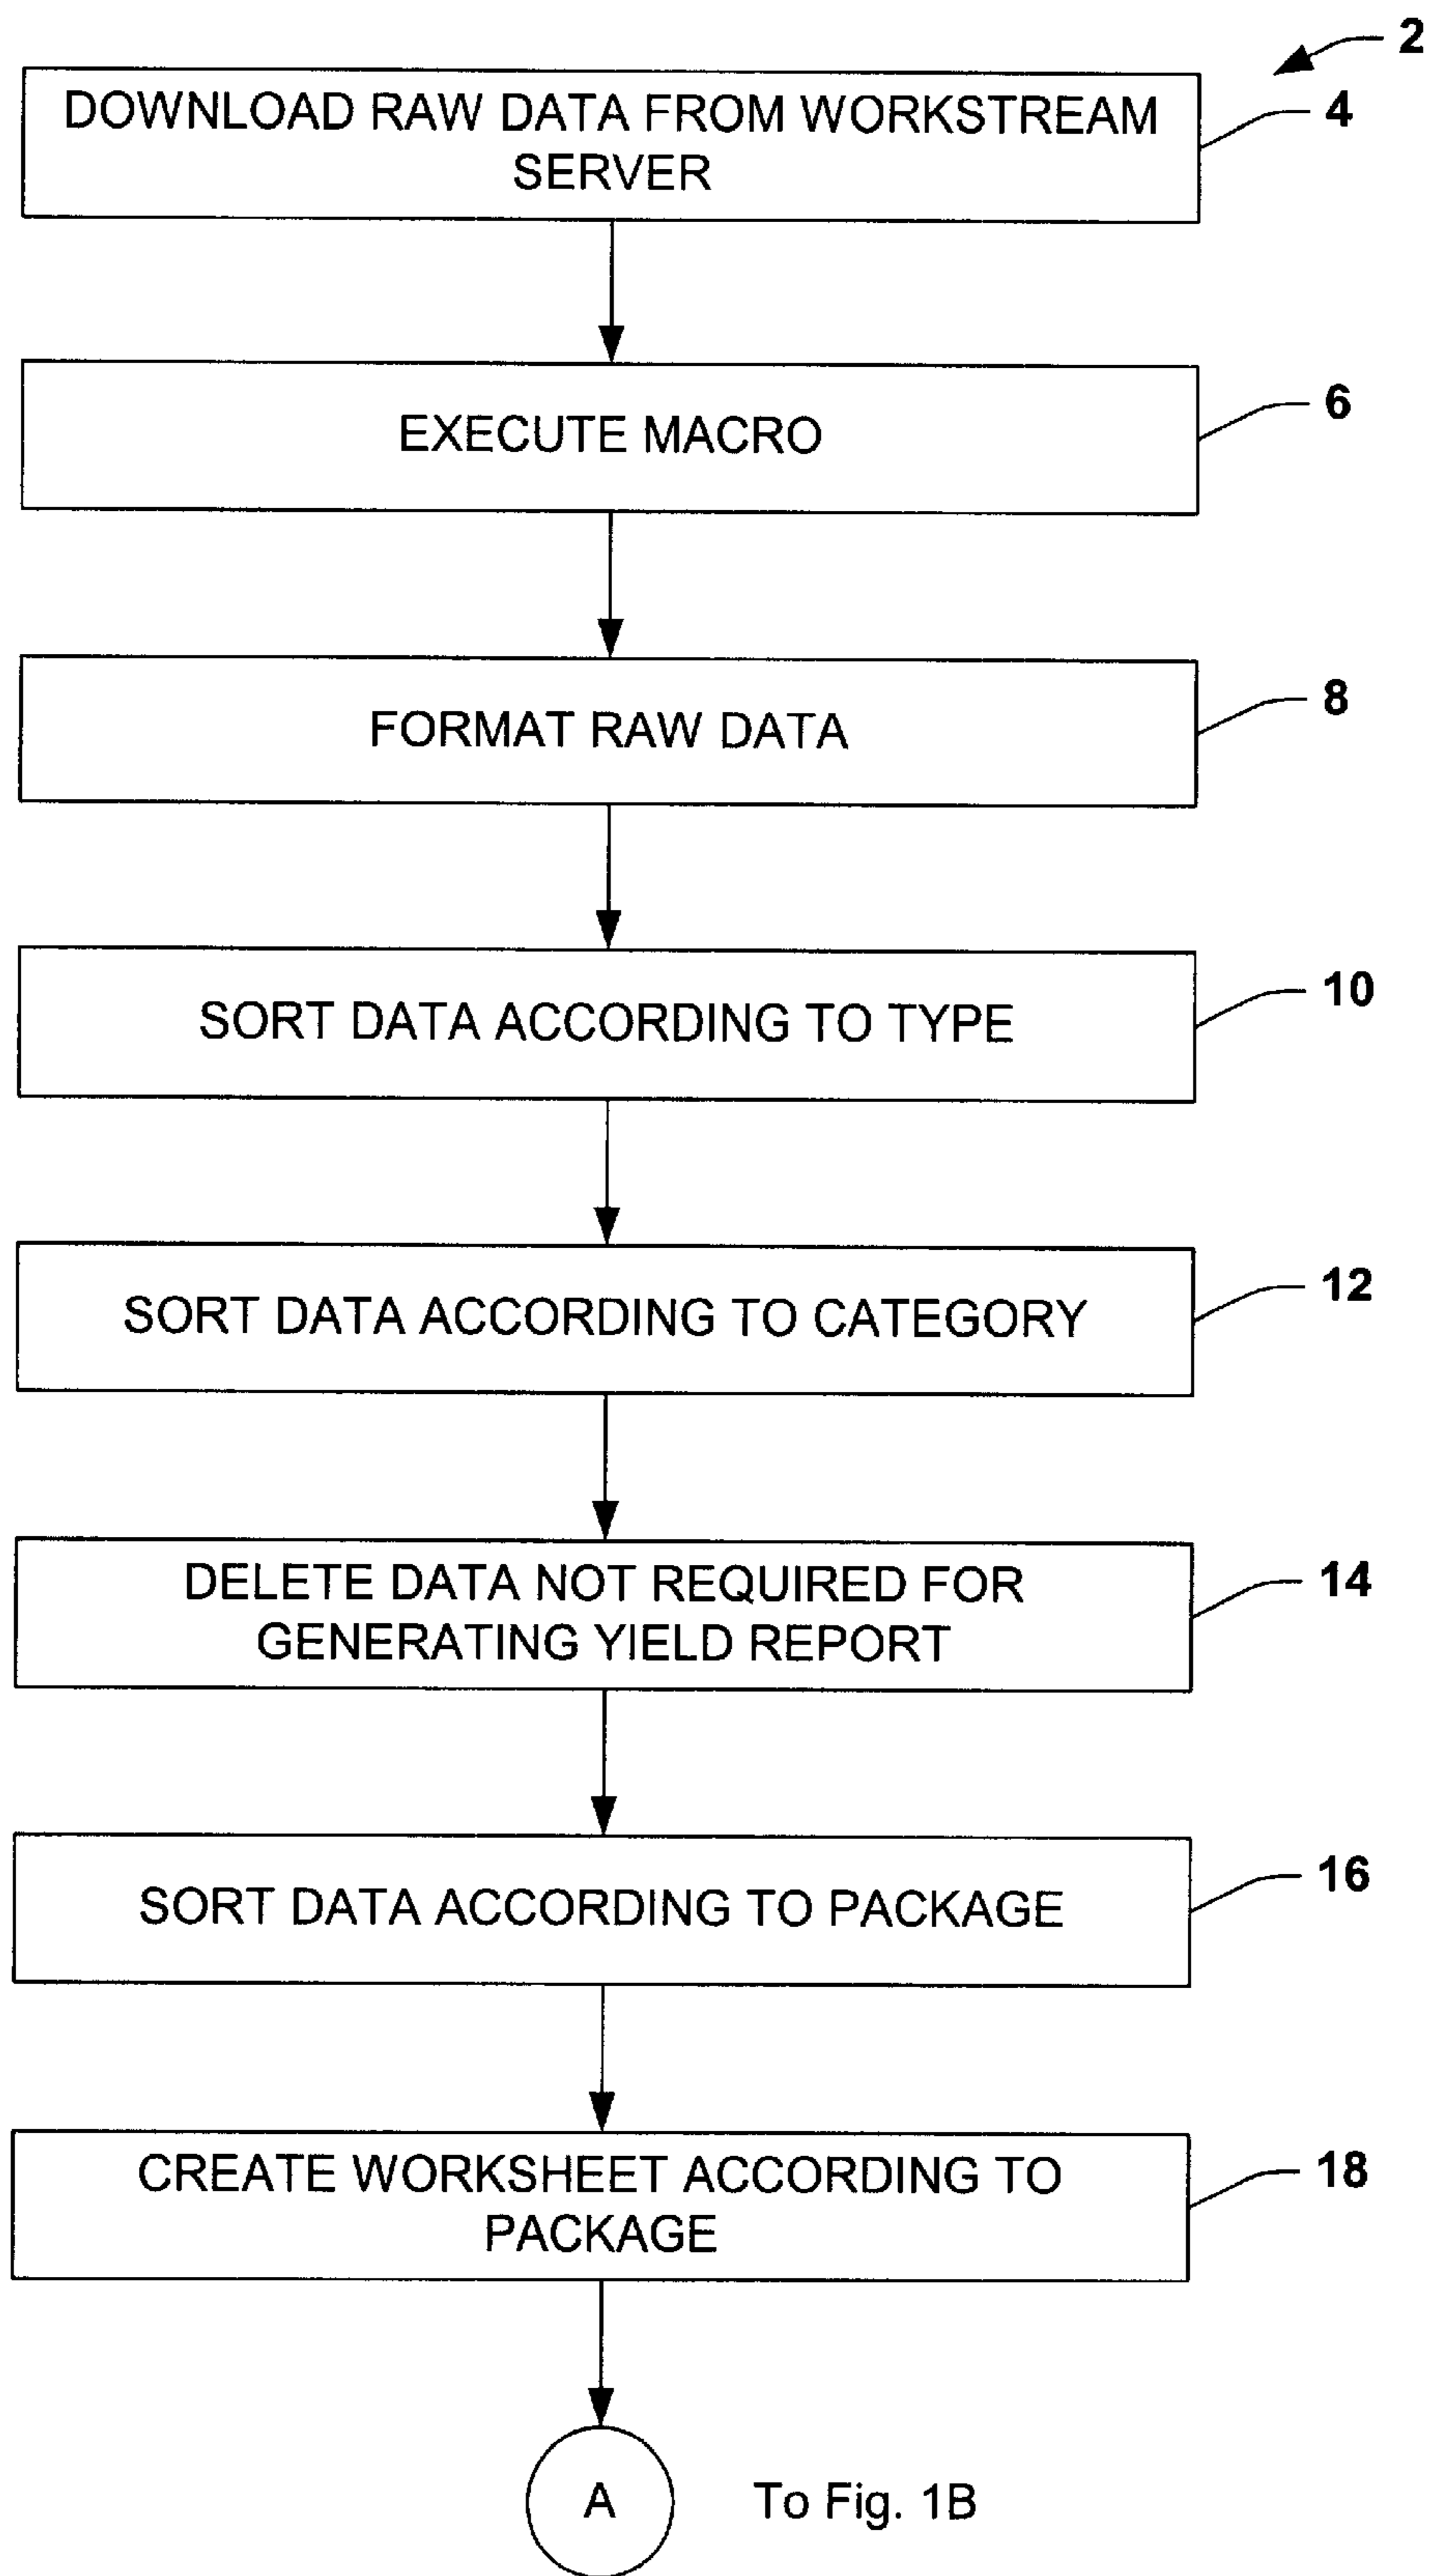 2
DOWNLOAD RAW DATA FROM WORKSTREAM
SERVER
4
EXECUTE MACRO
6
FORMAT RAW DATA
8
SORT DATA ACCORDING TO TYPE
10
SORT DATA ACCORDING TO CATEGORY
12
DELETE DATA NOT REQUIRED FOR
GENERATING YIELD REPORT
14
SORT DATA ACCORDING TO PACKAGE
16
CREATE WORKSHEET ACCORDING TO
PACKAGE
18
A
To Fig. 1B